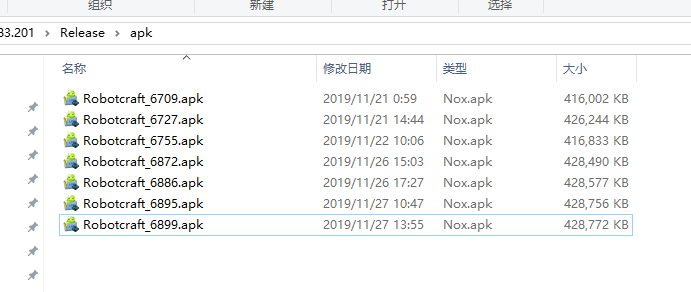 组织 新建 打开 选择
33.201 > Release > apk
名称 修改日期 类型 大小
Robotcraft_6709.apk 2019/11/21 0:59 Nox.apk 416,002 KB
Robotcraft_6727.apk 2019/11/21 14:44 Nox.apk 426,244 KB
Robotcraft_6755.apk 2019/11/22 10:06 Nox.apk 416,833 KB
Robotcraft_6872.apk 2019/11/26 15:03 Nox.apk 428,490 KB
Robotcraft_6886.apk 2019/11/26 17:27 Nox.apk 428,577 KB
Robotcraft_6895.apk 2019/11/27 10:47 Nox.apk 428,756 KB
Robotcraft_6899.apk 2019/11/27 13:55 Nox.apk 428,772 KB